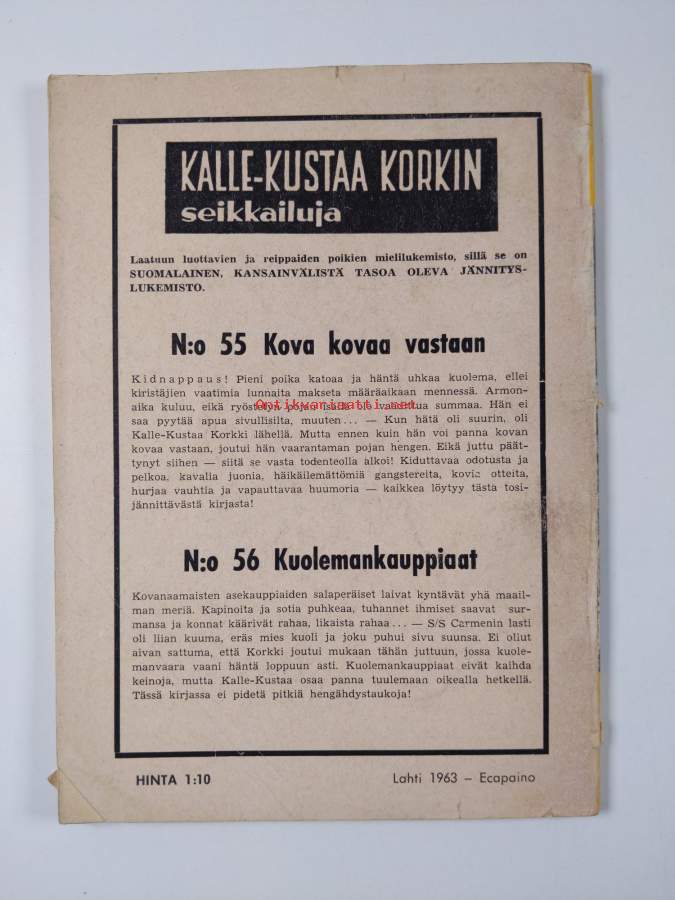 KALLE-KUSTAA KORKIN
seikkailuja
Laatuun luottavien ja reippaiden poikien mielilukemisto, sillä se on
SUOMALAINEN, KANSAINVÄLISTÄ TASOA OLEVA JÄNNITYS-
LUKEMISTO.
N:o 55 Kova kovaa vastaan
Kidnappaus! Pieni poika katoaa ja häntä uhkaa kuolema, ellei
kiristäjien vaatimia lunnaita makseta määräaikaan mennessä. Armon-
aika kuluu, eikä ryöstetyn pojan isällä ole vaadittua summaa. Hän ei
Antikvariaatti.net
saa pyytää apua siviilisilta, muuten... — Kun hätä oli suurin, oli
Kalle-Kustaa Korkki lähellä. Mutta ennen kuin hän voi panna kovan
kovaa vastaan, joutui hän vaarantaman pojan hengen. Eikä juttu päät-
tynyt siihen — siitä se vasta todenteolla alkoi! Kiduttavaa odotusta ja
pelkoa, kavalia juonia, häikäilemättömiä gangstereita, kovia otteita,
hurjaa vauhtia ja vapauttavaa huumoria — kaikkea löytyy tästä tosi-
jännittävästä kirjasta!
N:o 56 Kuolemankauppiaat
Kovanaamaisten asekauppiaiden salaperäiset laivat kyntävät yhä maail-
man meriä. Kapinoita ja sotia puhkeaa, tuhannet ihmiset saavat sur-
mansa ja konnat käärivät rahaa, likaista rahaa... — S/S Carmenin lasti
oli liian kuuma, eräs mies kuoli ja joku puhui sivu suunsa. Ei ollut
aivan sattuma, että Korkki joutui mukaan tähän juttuun, jossa kuole-
manvaara vaani häntä loppuun asti. Kuolemankauppiaat eivät kaihda
keinoja, mutta Kalle-Kustaa osaa panna tuulemaan oikealla hetkellä.
Tässä kirjassa ei pidetä pitkiä hengähdystaukoja!
HINTA 1:10
Lahti 1963 – Ecapaino